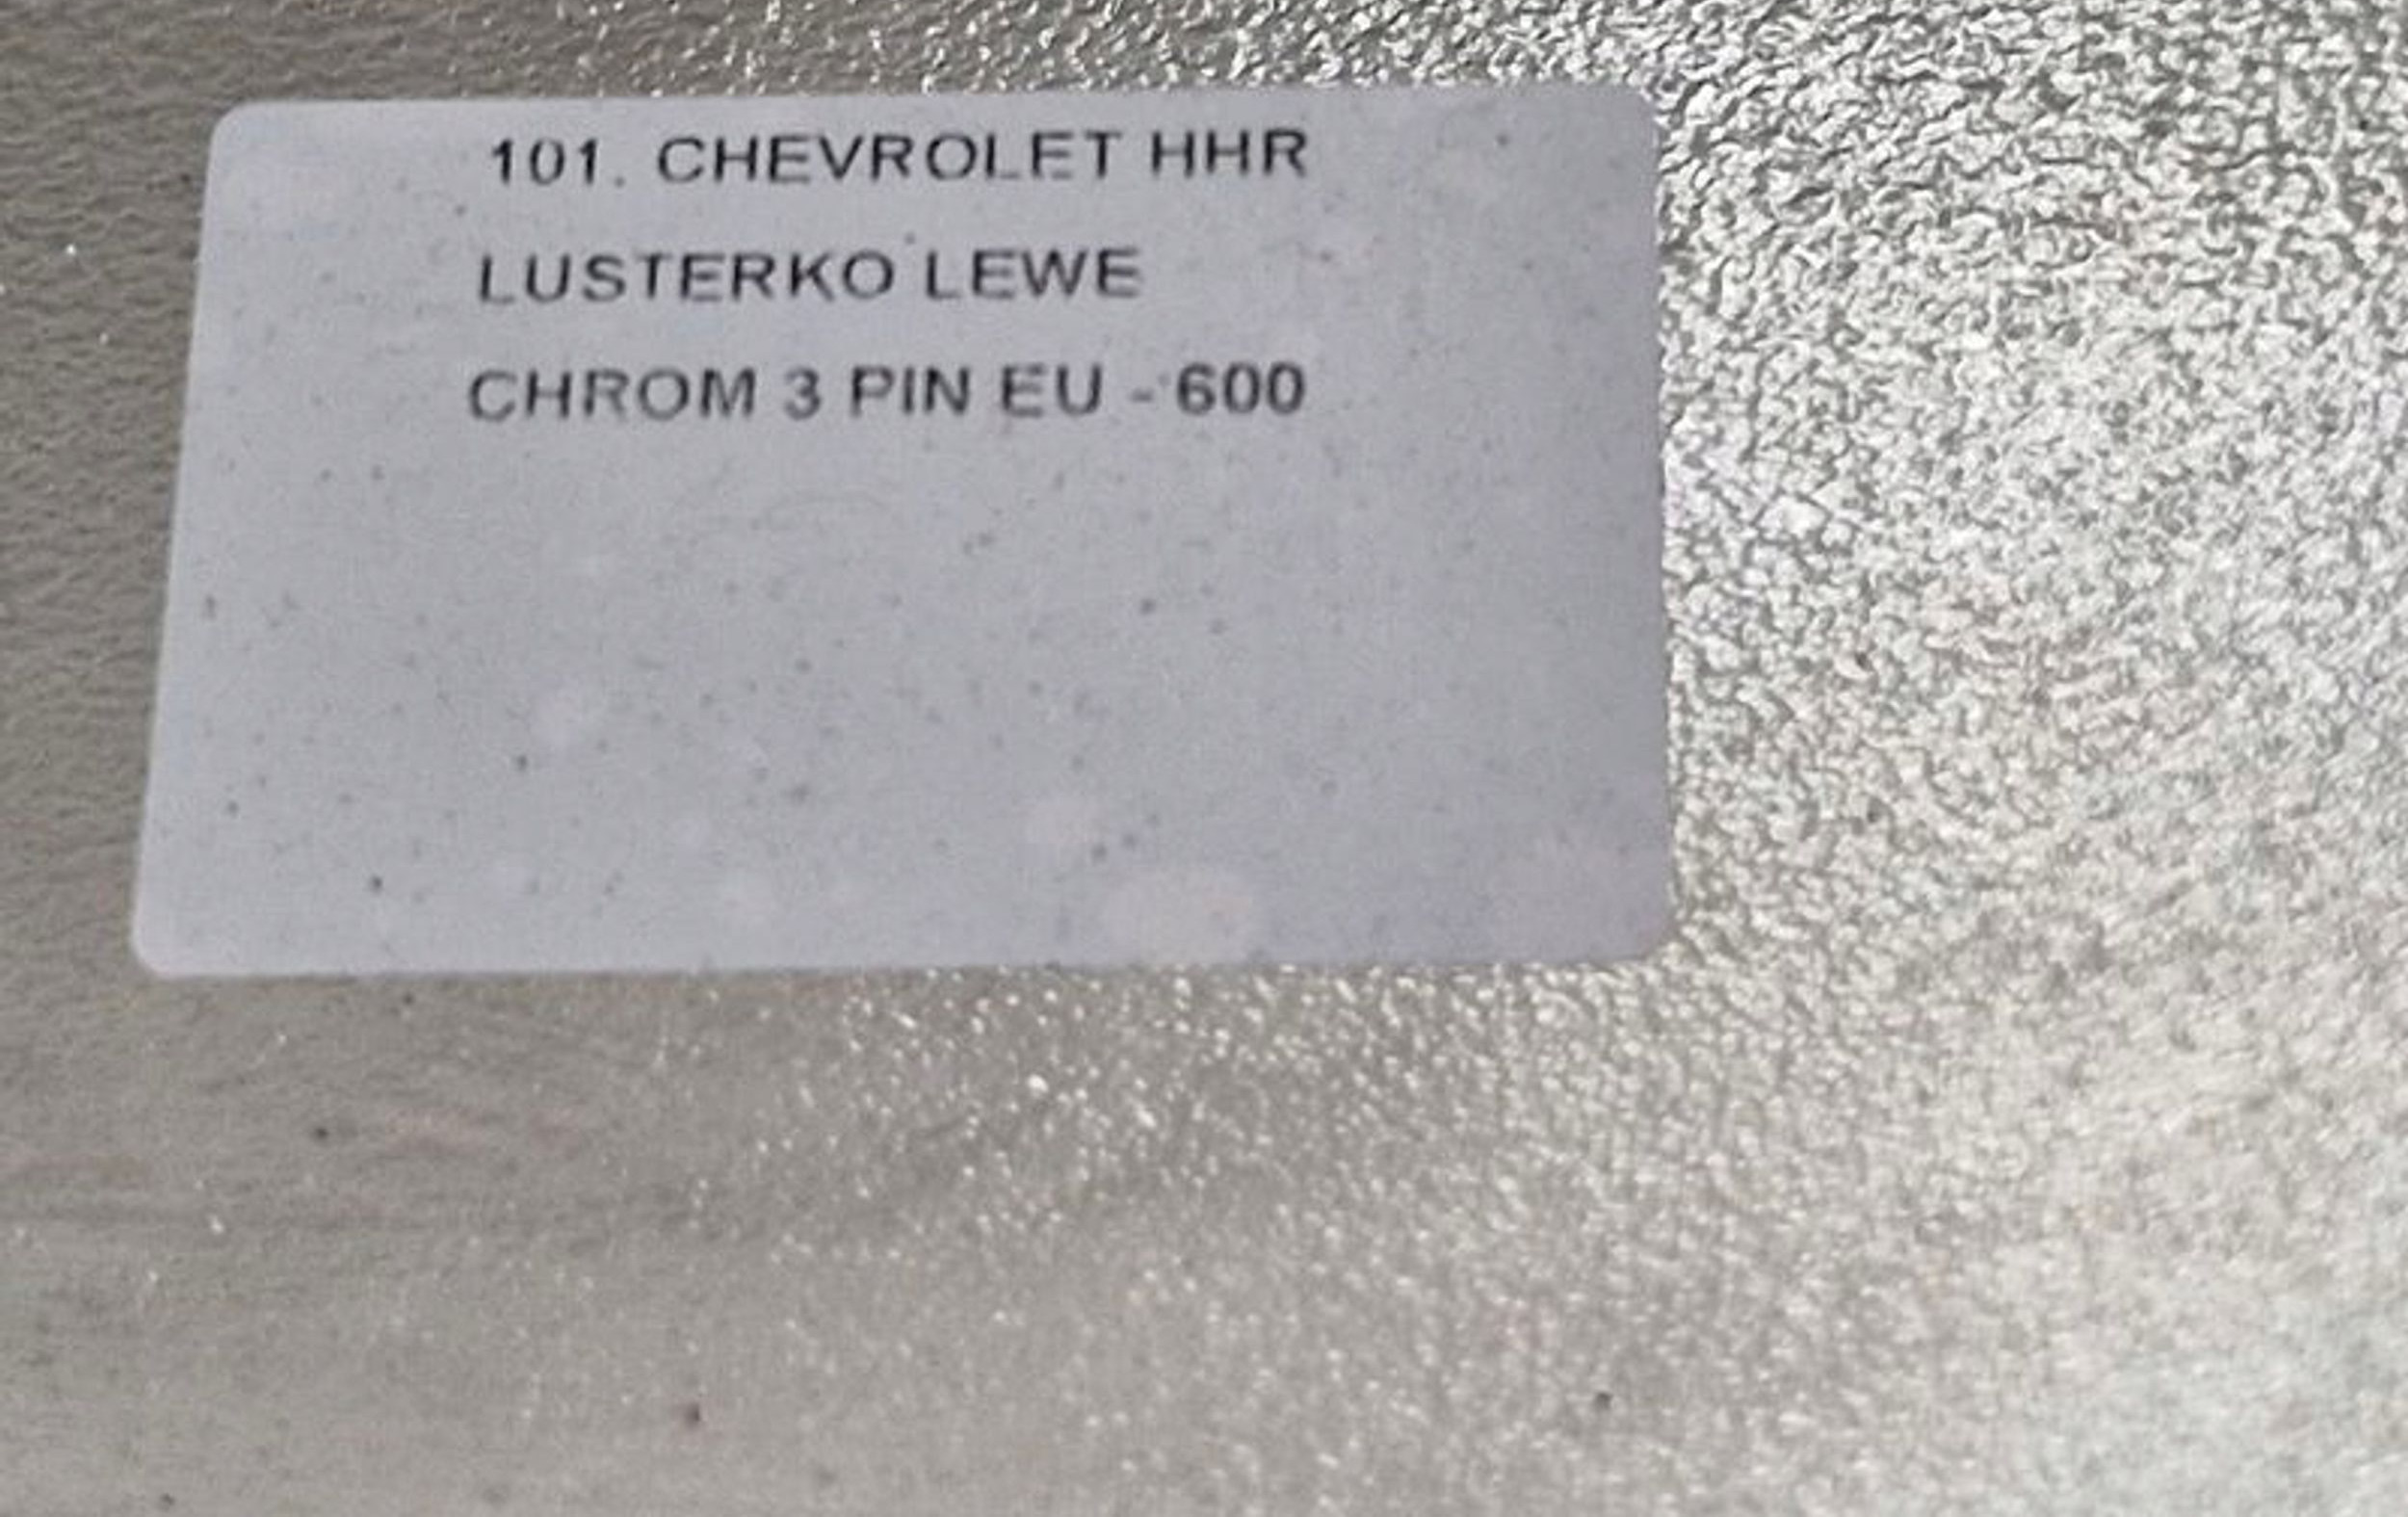 101. CHEVROLET HHR
LUSTERKO LEWE
CHROM 3 PIN EU - 600